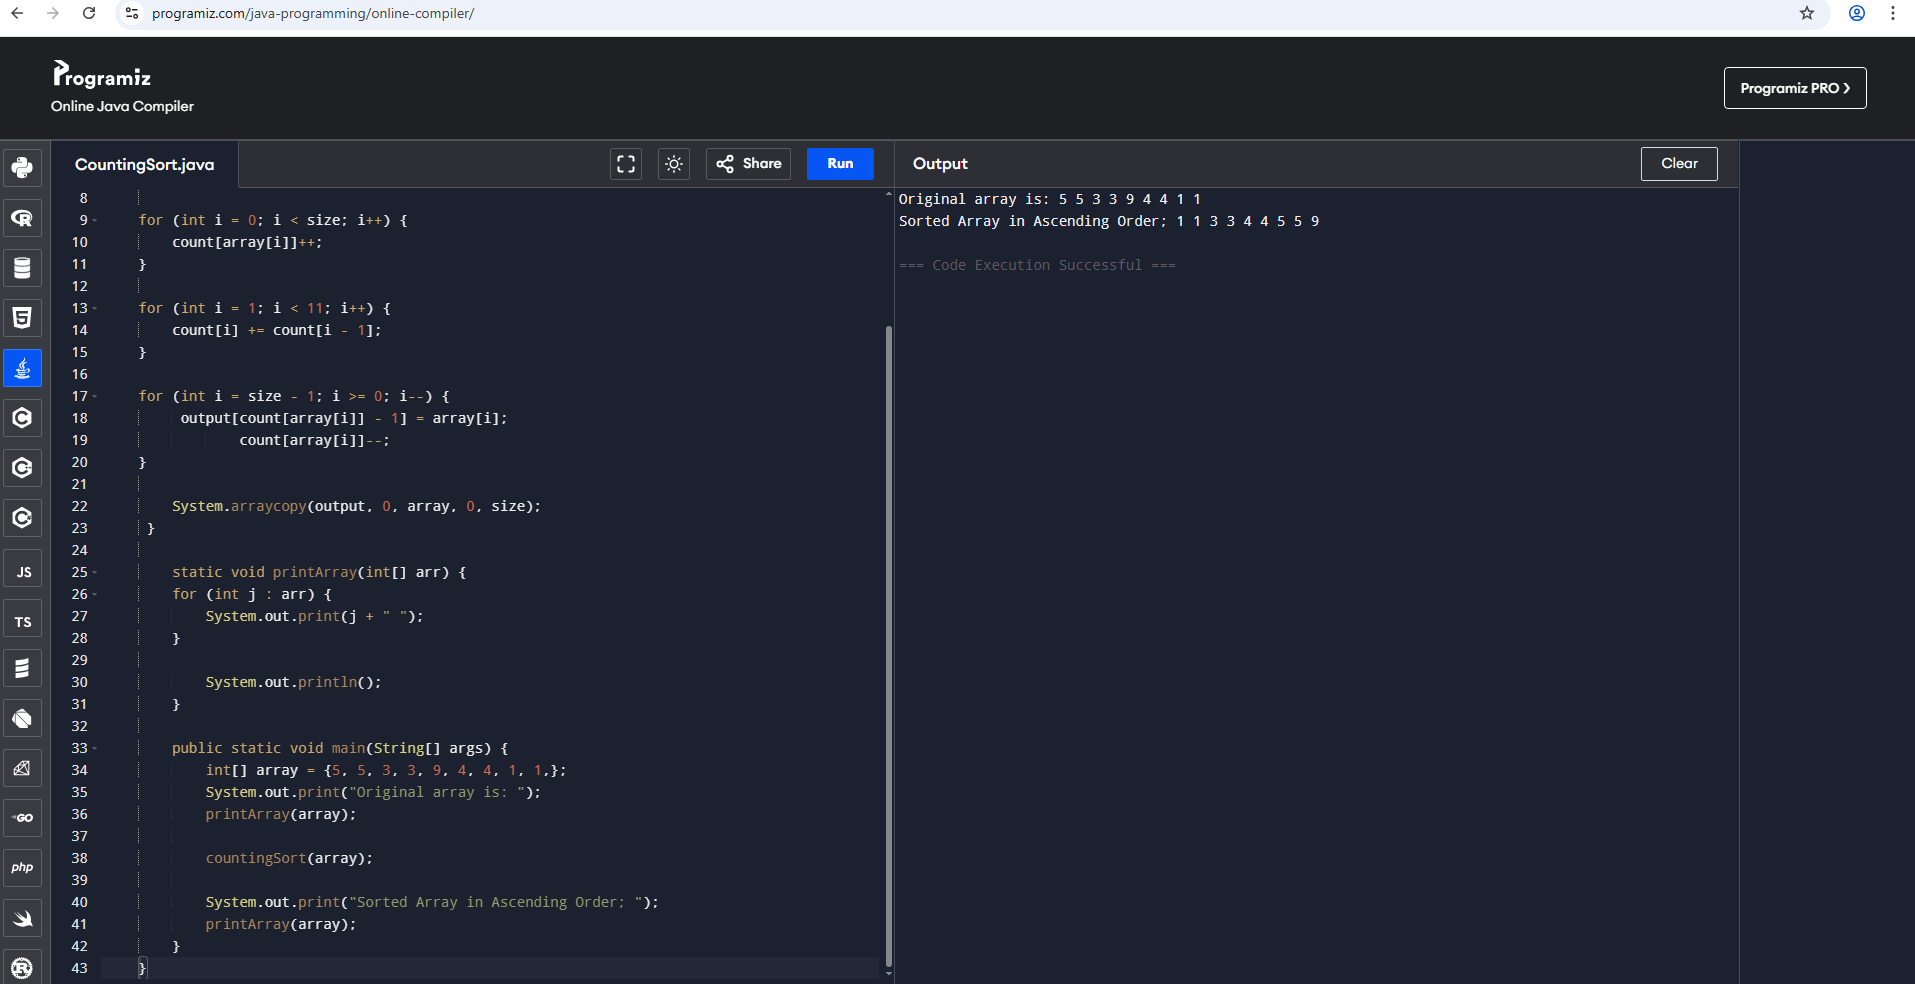 programiz.com/java-programming/online-compiler/
Programiz
Online Java Compiler
Programiz PRO ›
CountingSort.java
Share
Run
Output
Clear
8
9 for (int i = 0; i < size; i++) {
10 count[array[i]]++;
11 }
12
13 for (int i = 1; i < 11; i++) {
14 count[i] += count[i - 1];
15 }
16
17 for (int i = size - 1; i >= 0; i--) {
18 output[count[array[i]] - 1] = array[i];
19 count[array[i]]--;
20 }
21
22 System.arraycopy(output, 0, array, 0, size);
23 }
24
25 static void printArray(int[] arr) {
26 for (int j : arr) {
27 System.out.print(j + " ");
28 }
29
30 System.out.println();
31 }
32
33 public static void main(String[] args) {
34 int[] array = {5, 5, 3, 3, 9, 4, 4, 1, 1,};
35 System.out.print("Original array is: ");
36 printArray(array);
37
38 countingSort(array);
39
40 System.out.print("Sorted Array in Ascending Order; ");
41 printArray(array);
42 }
43 }
Original array is: 5 5 3 3 9 4 4 1 1
Sorted Array in Ascending Order; 1 1 3 3 4 4 5 5 9
=== Code Execution Successful ===
R
5
C
C
C
JS
TS
GO
php
R